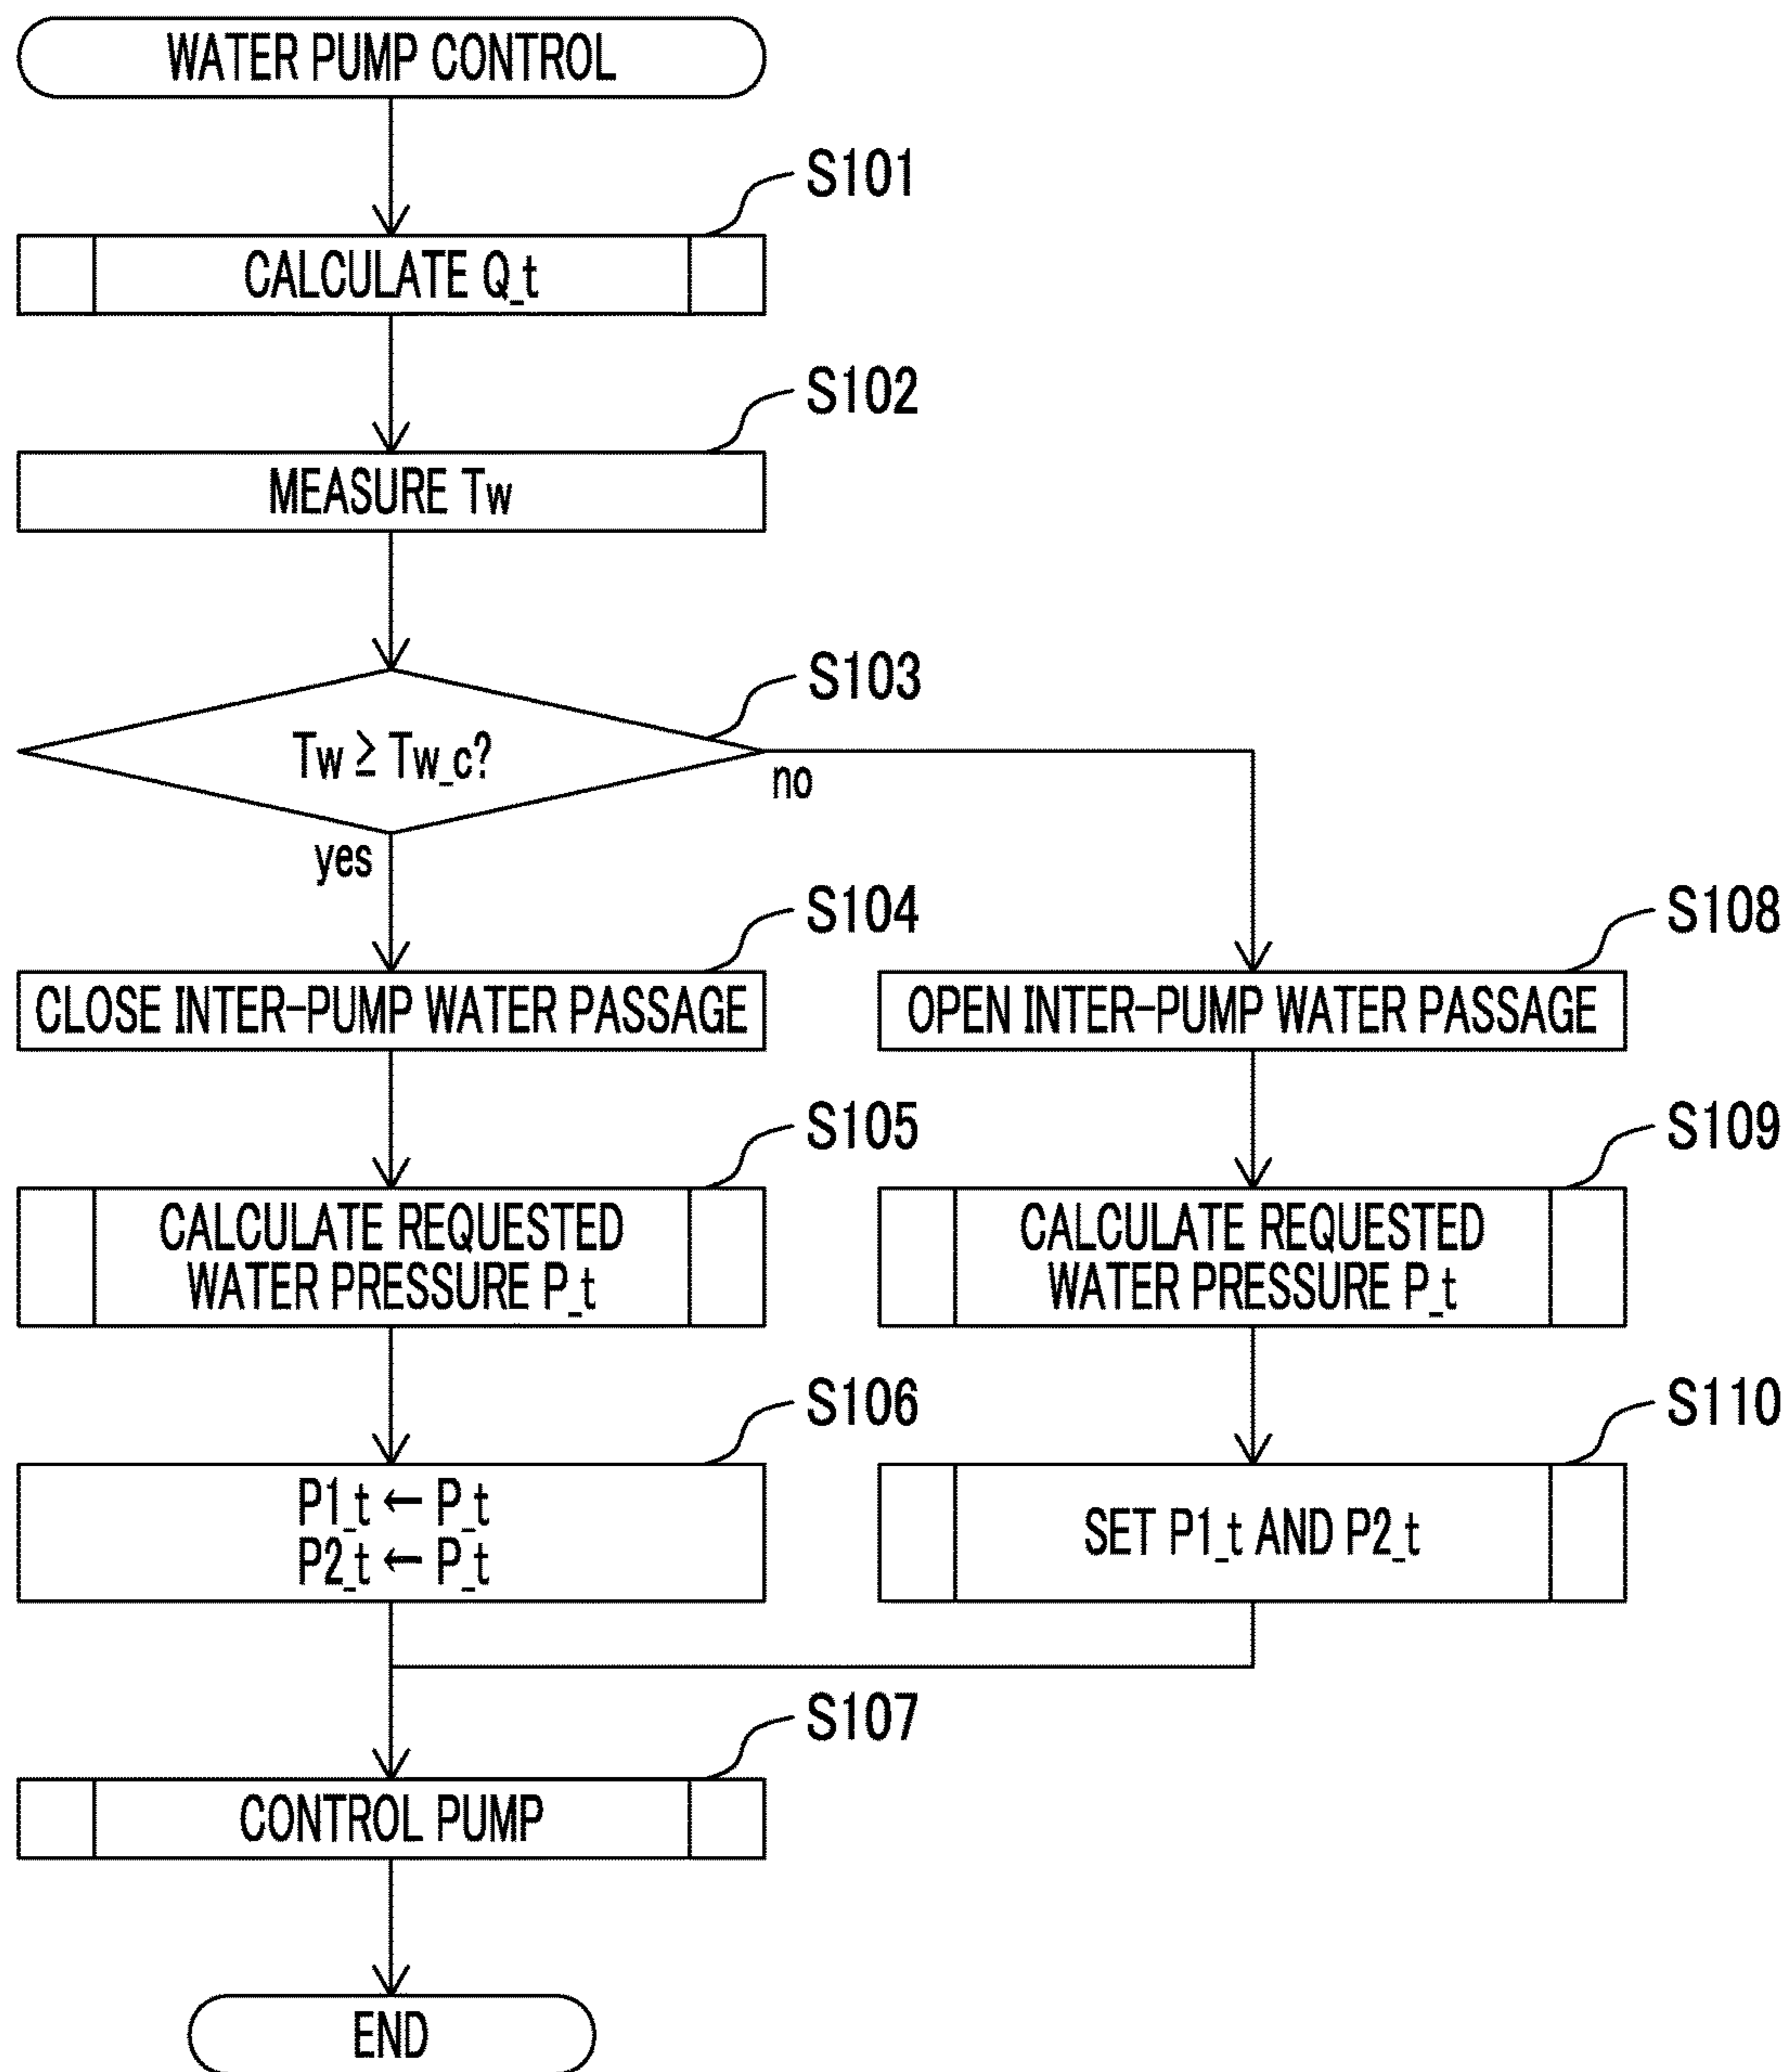 WATER PUMP CONTROL
S101
CALCULATE Q_t
S102
MEASURE Tw
S103
Tw ≥ Tw_c?
no
yes
S104
CLOSE INTER-PUMP WATER PASSAGE
S108
OPEN INTER-PUMP WATER PASSAGE
S105
CALCULATE REQUESTED
WATER PRESSURE P_t
S109
CALCULATE REQUESTED
WATER PRESSURE P_t
S106
P1_t ← P_t
P2_t ← P_t
S110
SET P1_t AND P2_t
S107
CONTROL PUMP
END